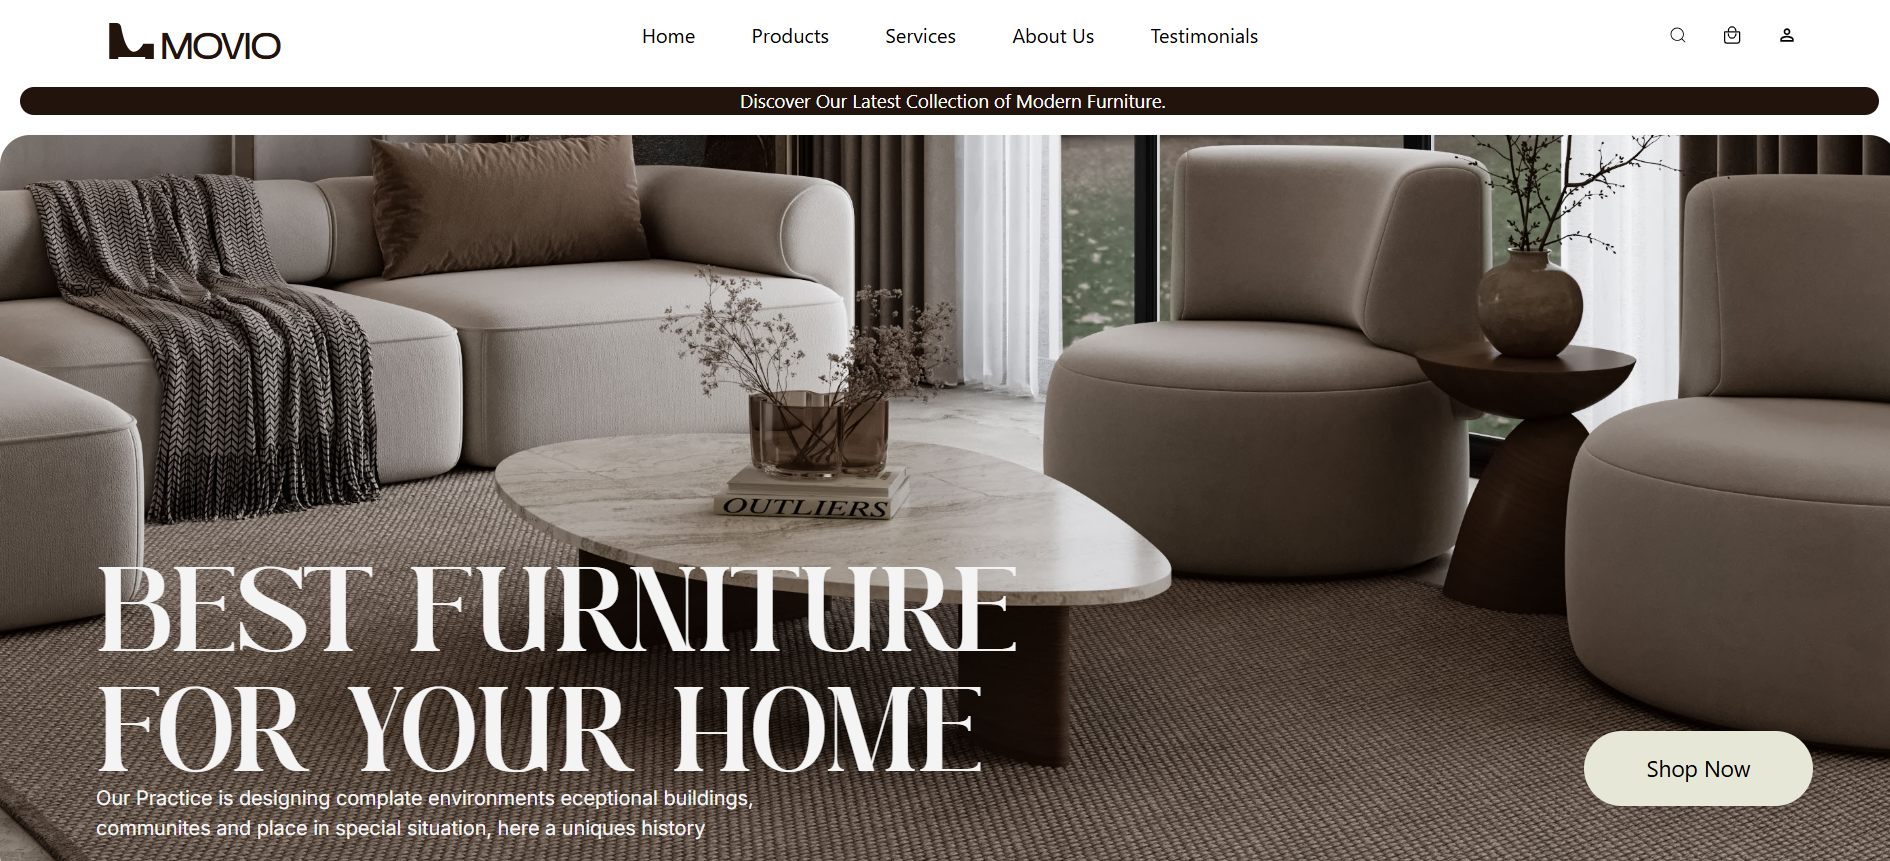 MOVIO
Home
Products
Services
About Us
Testimonials
Discover Our Latest Collection of Modern Furniture.
OUTLIERS
BEST FURNITURE
FOR YOUR HOME
Our Practice is designing complate environments eceptional buildings,
communites and place in special situation, here a uniques history
Shop Now